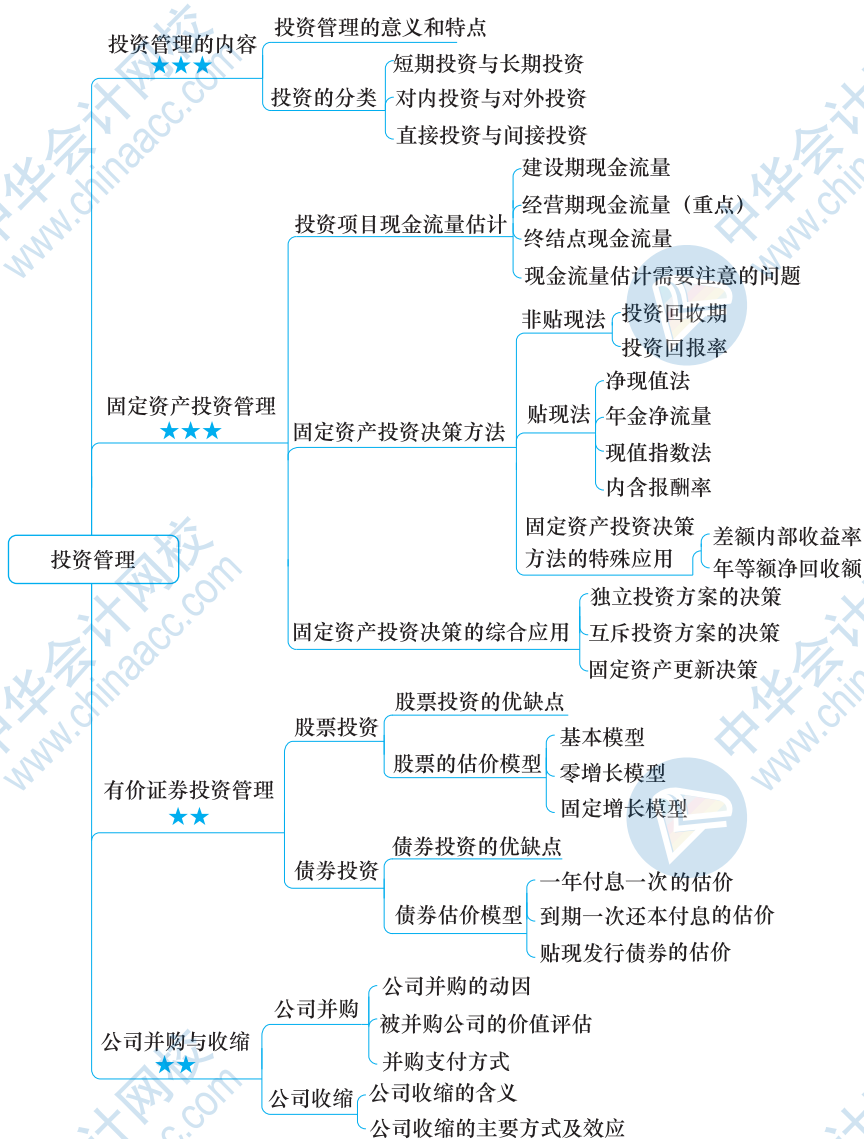 投资管理
投资管理的内容
★★★
投资管理的意义和特点
投资的分类
短期投资与长期投资
对内投资与对外投资
直接投资与间接投资
固定资产投资管理
★★★
投资项目现金流量估计
建设期现金流量
经营期现金流量（重点）
终结点现金流量
现金流量估计需要注意的问题
固定资产投资决策方法
非贴现法
投资回收期
投资回报率
贴现法
净现值法
年金净流量
现值指数法
内含报酬率
固定资产投资决策
方法的特殊应用
差额内部收益率
年等额净回收额
固定资产投资决策的综合应用
独立投资方案的决策
互斥投资方案的决策
固定资产更新决策
有价证券投资管理
★★
股票投资
股票投资的优缺点
股票的估价模型
基本模型
零增长模型
固定增长模型
债券投资
债券投资的优缺点
债券估价模型
一年付息一次的估价
到期一次还本付息的估价
贴现发行债券的估价
公司并购与收缩
★★
公司并购
公司并购的动因
被并购公司的价值评估
并购支付方式
公司收缩
公司收缩的含义
公司收缩的主要方式及效应
中华会计网校
www.chinaacc.com